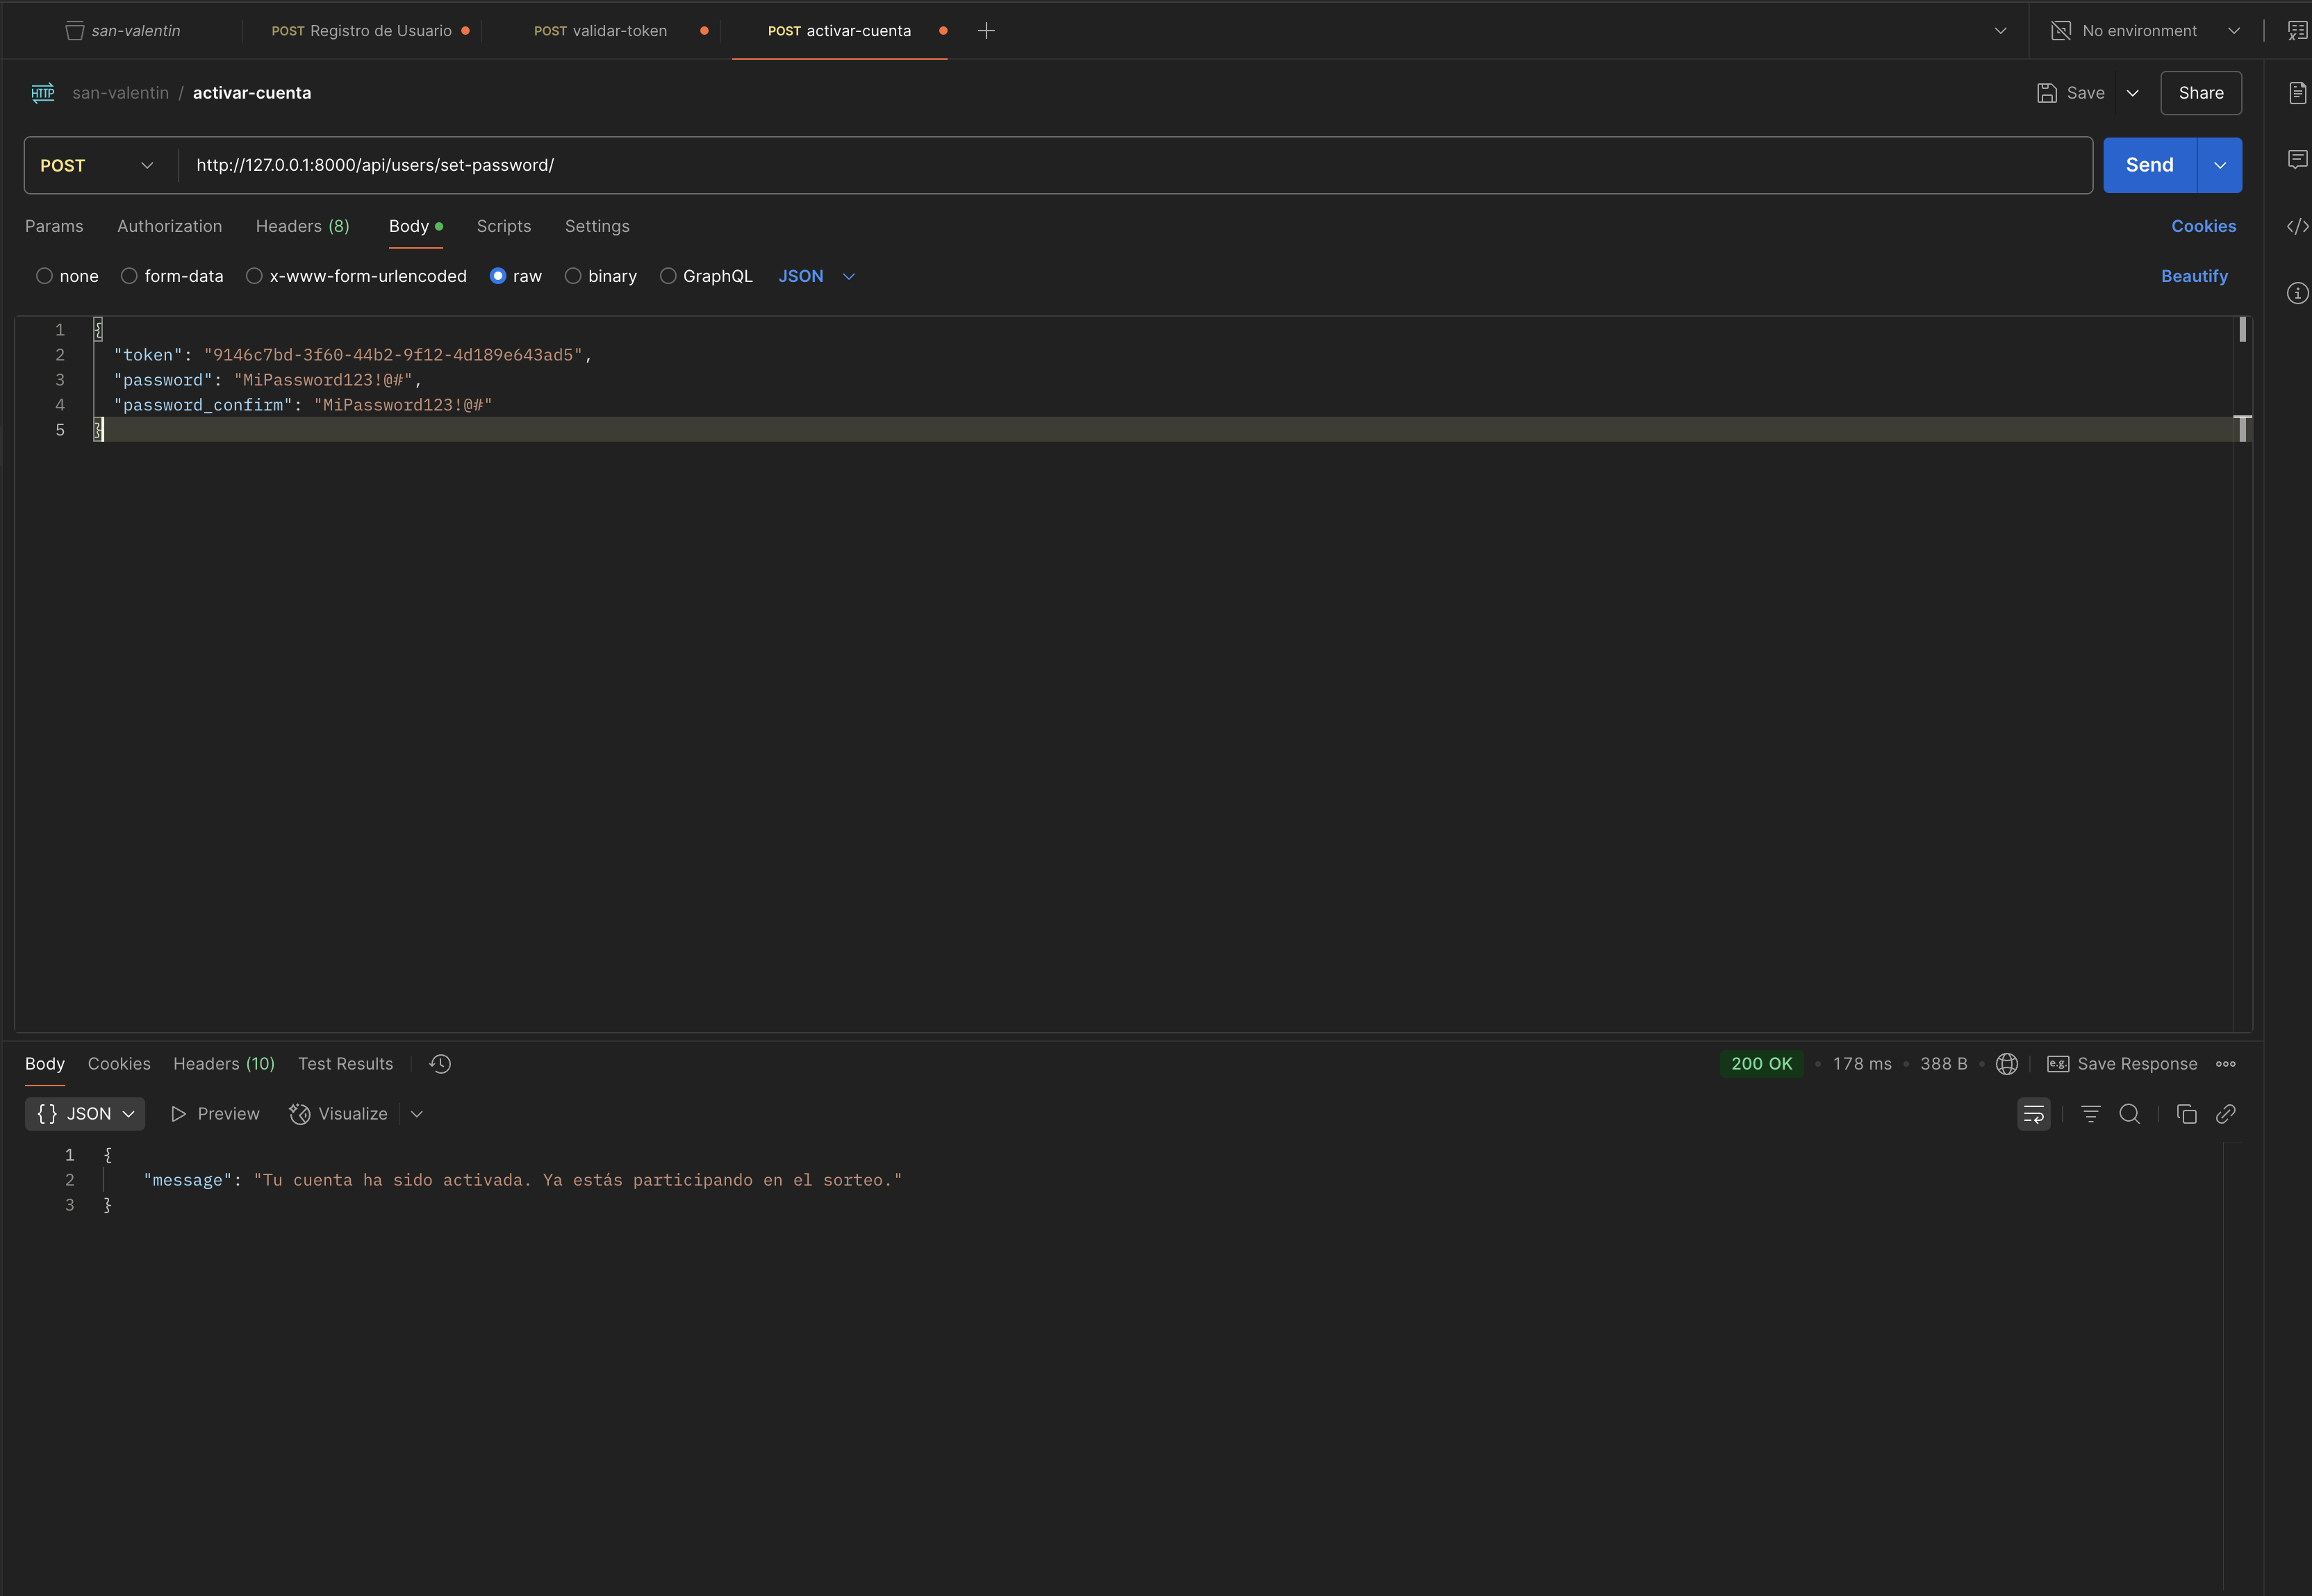 san-valentin POST Registro de Usuario POST validar-token POST activar-cuenta No environment
HTTP san-valentin / activar-cuenta Save Share
POST http://127.0.0.1:8000/api/users/set-password/ Send
Params Authorization Headers (8) Body Scripts Settings Cookies
none form-data x-www-form-urlencoded raw binary GraphQL JSON Beautify
1 {
2 "token": "9146c7bd-3f60-44b2-9f12-4d189e643ad5",
3 "password": "MiPassword123!@#",
4 "password_confirm": "MiPassword123!@#"
5 }
Body Cookies Headers (10) Test Results 200 OK • 178 ms • 388 B • e.g. Save Response
{} JSON Preview Visualize
1 {
2 "message": "Tu cuenta ha sido activada. Ya estás participando en el sorteo."
3 }